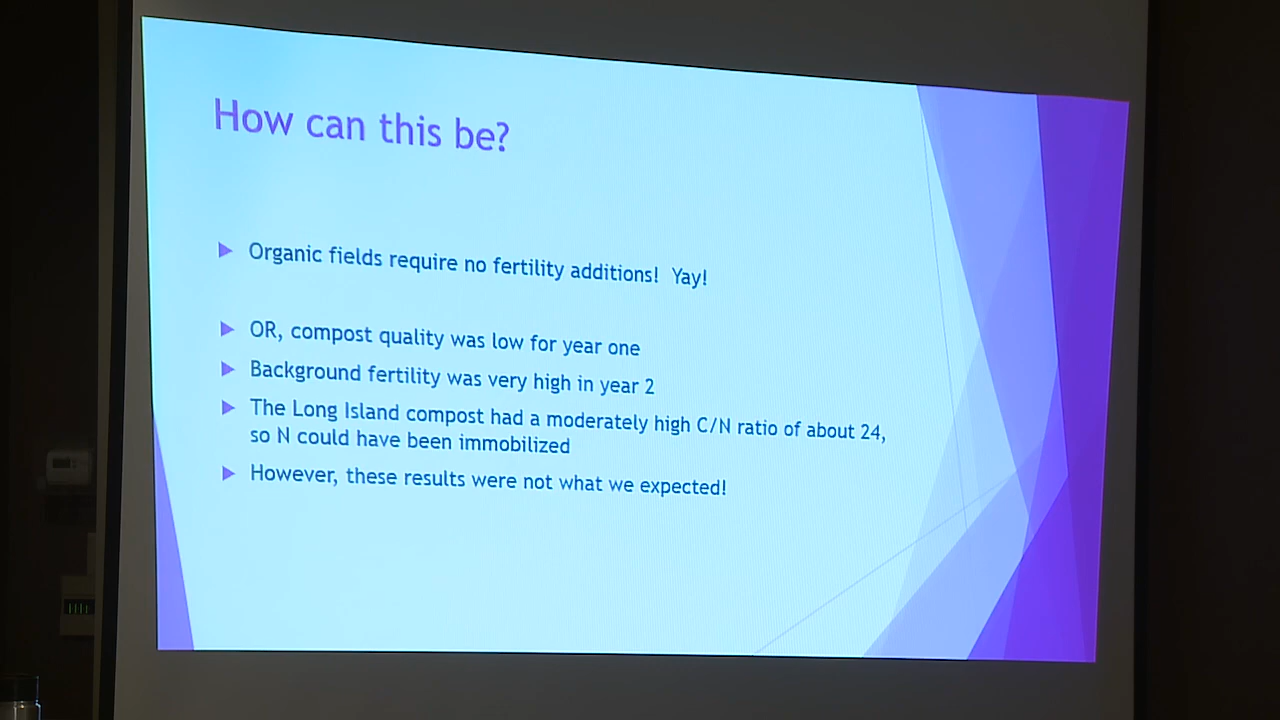 How can this be?
Organic fields require no fertility additions!  Yay!
OR, compost quality was low for year one
Background fertility was very high in year 2
The Long Island compost had a moderately high C/N ratio of about 24,
so N could have been immobilized
However, these results were not what we expected!